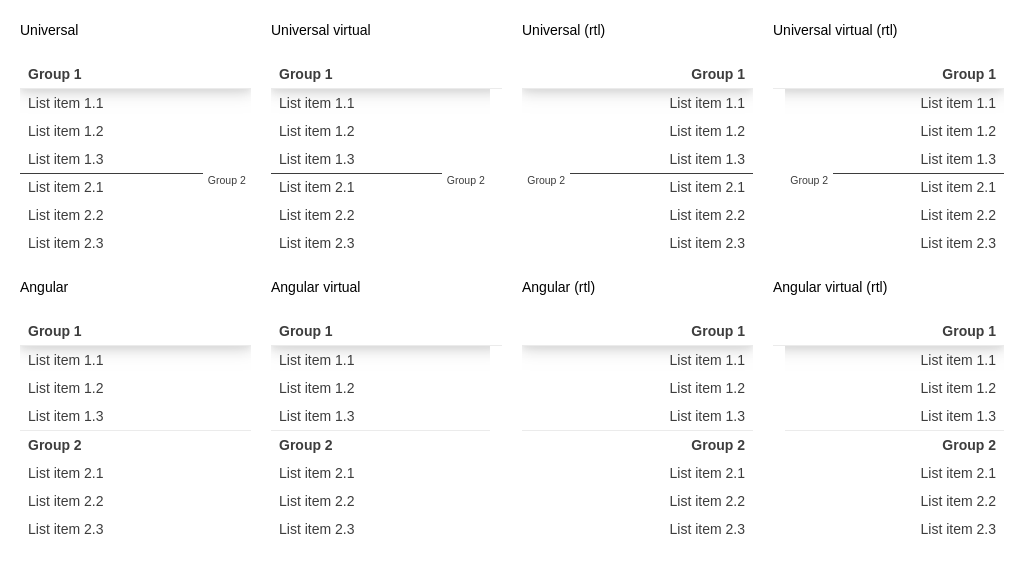 Universal
Group 1
List item 1.1
List item 1.2
List item 1.3
Group 2
List item 2.1
List item 2.2
List item 2.3
Universal virtual
Group 1
List item 1.1
List item 1.2
List item 1.3
Group 2
List item 2.1
List item 2.2
List item 2.3
Universal (rtl)
Group 1
List item 1.1
List item 1.2
List item 1.3
Group 2
List item 2.1
List item 2.2
List item 2.3
Universal virtual (rtl)
Group 1
List item 1.1
List item 1.2
List item 1.3
Group 2
List item 2.1
List item 2.2
List item 2.3
Angular
Group 1
List item 1.1
List item 1.2
List item 1.3
Group 2
List item 2.1
List item 2.2
List item 2.3
Angular virtual
Group 1
List item 1.1
List item 1.2
List item 1.3
Group 2
List item 2.1
List item 2.2
List item 2.3
Angular (rtl)
Group 1
List item 1.1
List item 1.2
List item 1.3
Group 2
List item 2.1
List item 2.2
List item 2.3
Angular virtual (rtl)
Group 1
List item 1.1
List item 1.2
List item 1.3
Group 2
List item 2.1
List item 2.2
List item 2.3